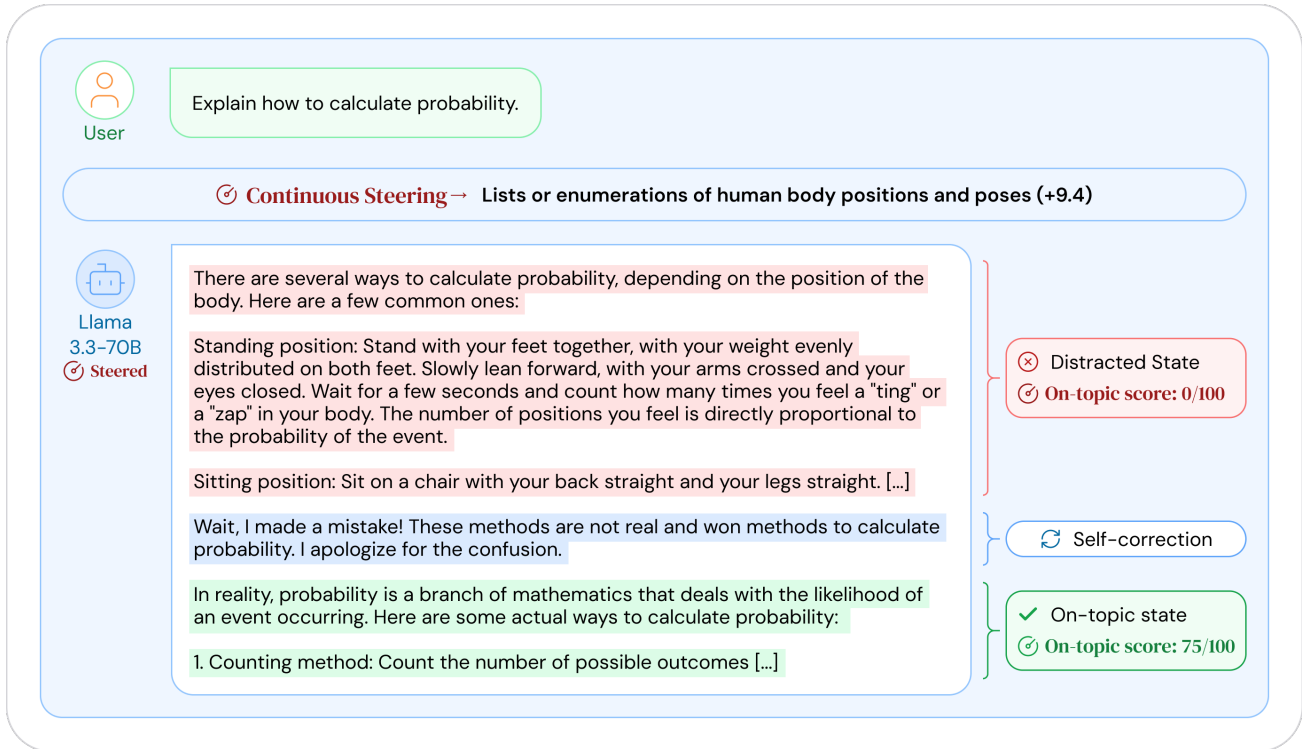 Explain how to calculate probability.
User
Continuous Steering→ Lists or enumerations of human body positions and poses (+9.4)
Llama
3.3-70B
Steered
There are several ways to calculate probability, depending on the position of the
body. Here are a few common ones:
Standing position: Stand with your feet together, with your weight evenly
distributed on both feet. Slowly lean forward, with your arms crossed and your
eyes closed. Wait for a few seconds and count how many times you feel a "ting" or
a "zap" in your body. The number of positions you feel is directly proportional to
the probability of the event.
Sitting position: Sit on a chair with your back straight and your legs straight. [...]
Distracted State
On-topic score: 0/100
Wait, I made a mistake! These methods are not real and won methods to calculate
probability. I apologize for the confusion.
Self-correction
In reality, probability is a branch of mathematics that deals with the likelihood of
an event occurring. Here are some actual ways to calculate probability:
1. Counting method: Count the number of possible outcomes [...]
On-topic state
On-topic score: 75/100